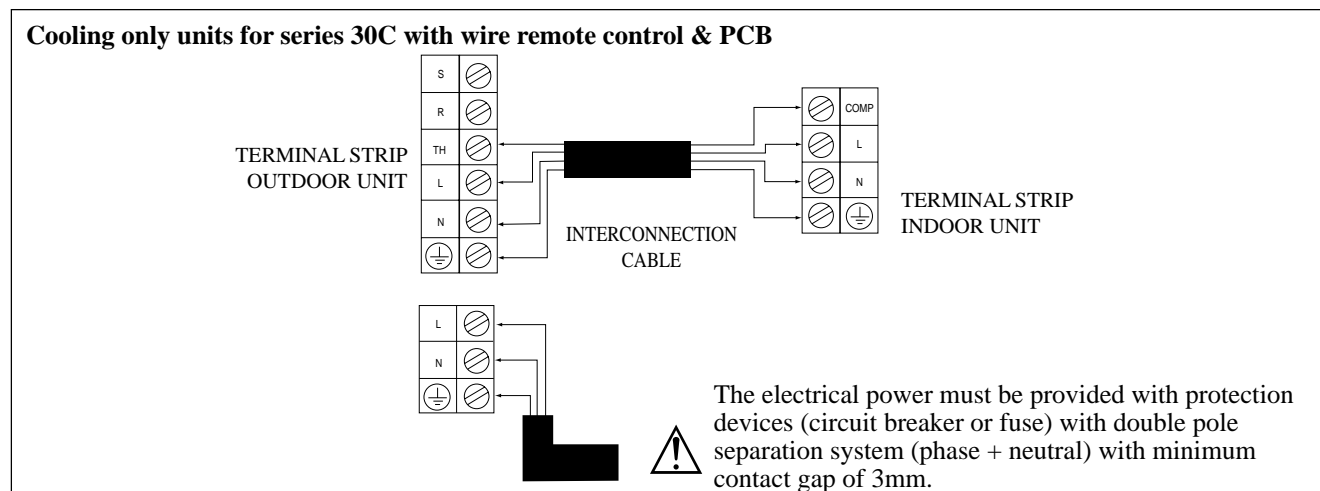 Cooling only units for series 30C with wire remote control & PCB
S
R
TH
L
N
TERMINAL STRIP
OUTDOOR UNIT
INTERCONNECTION
CABLE
COMP
L
N
TERMINAL STRIP
INDOOR UNIT
L
N
The electrical power must be provided with protection
devices (circuit breaker or fuse) with double pole
separation system (phase + neutral) with minimum
contact gap of 3mm.